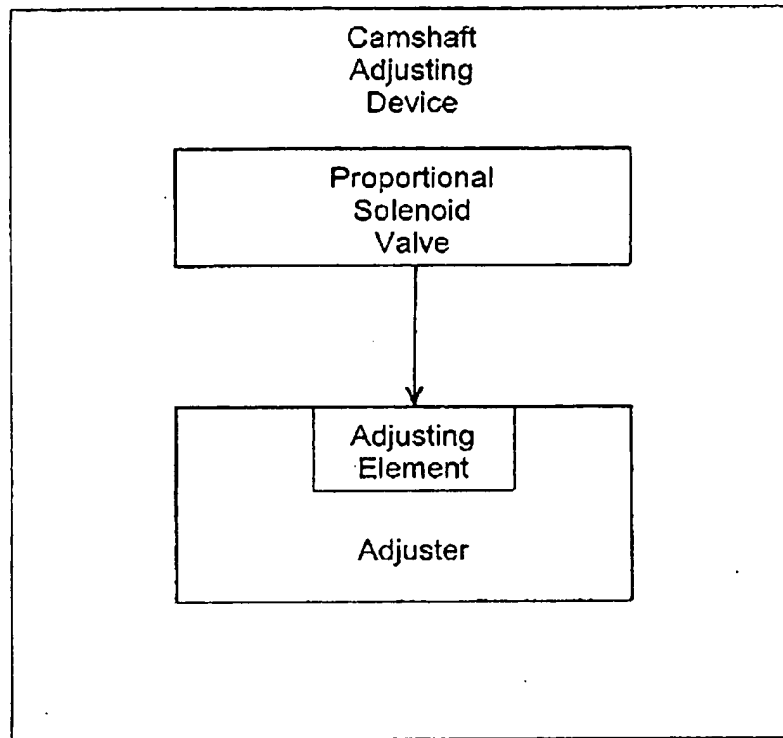 Camshaft
Adjusting
Device
Proportional
Solenoid
Valve
Adjusting
Element
Adjuster